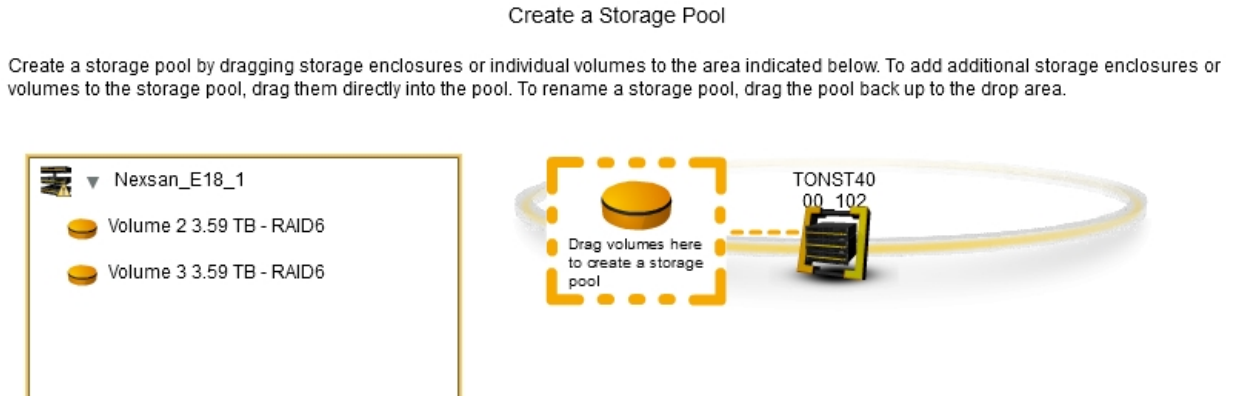 Create a Storage Pool
Create a storage pool by dragging storage enclosures or individual volumes to the area indicated below. To add additional storage enclosures or
volumes to the storage pool, drag them directly into the pool. To rename a storage pool, drag the pool back up to the drop area.
Nexsan_E18_1
Volume 2 3.59 TB - RAID6
Volume 3 3.59 TB - RAID6
Drag volumes here
to create a storage
pool
TONST40
00_102